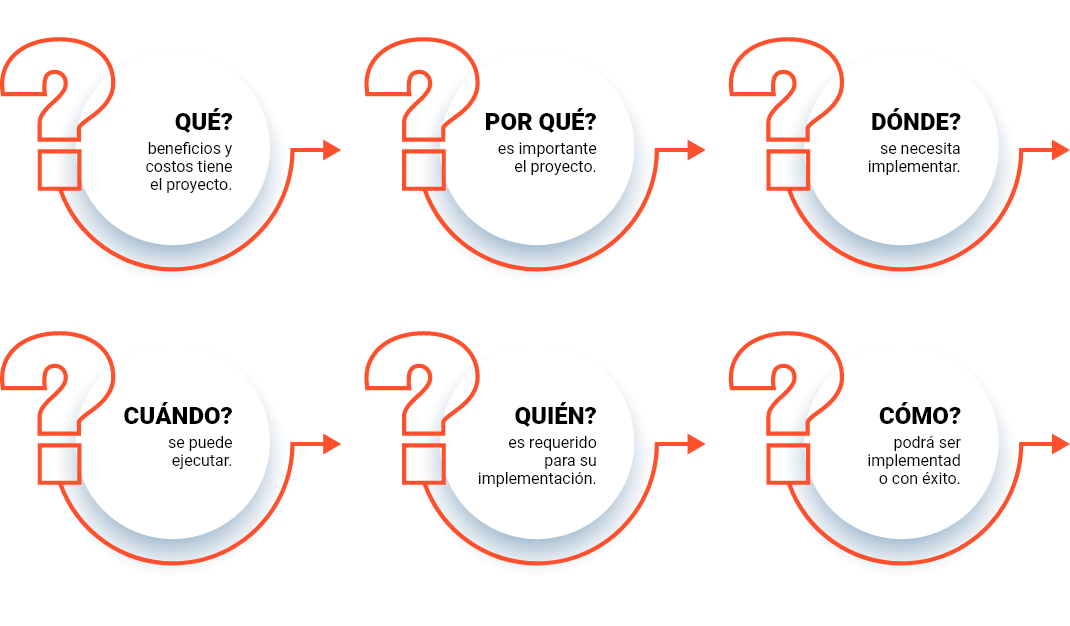 QUÉ?
beneficios y
costos tiene
el proyecto.
POR QUÉ?
es importante
el proyecto.
DÓNDE?
se necesita
implementar.
CUÁNDO?
se puede
ejecutar.
QUIÉN?
es requerido
para su
implementación.
CÓMO?
podrá ser
implementad
o con éxito.